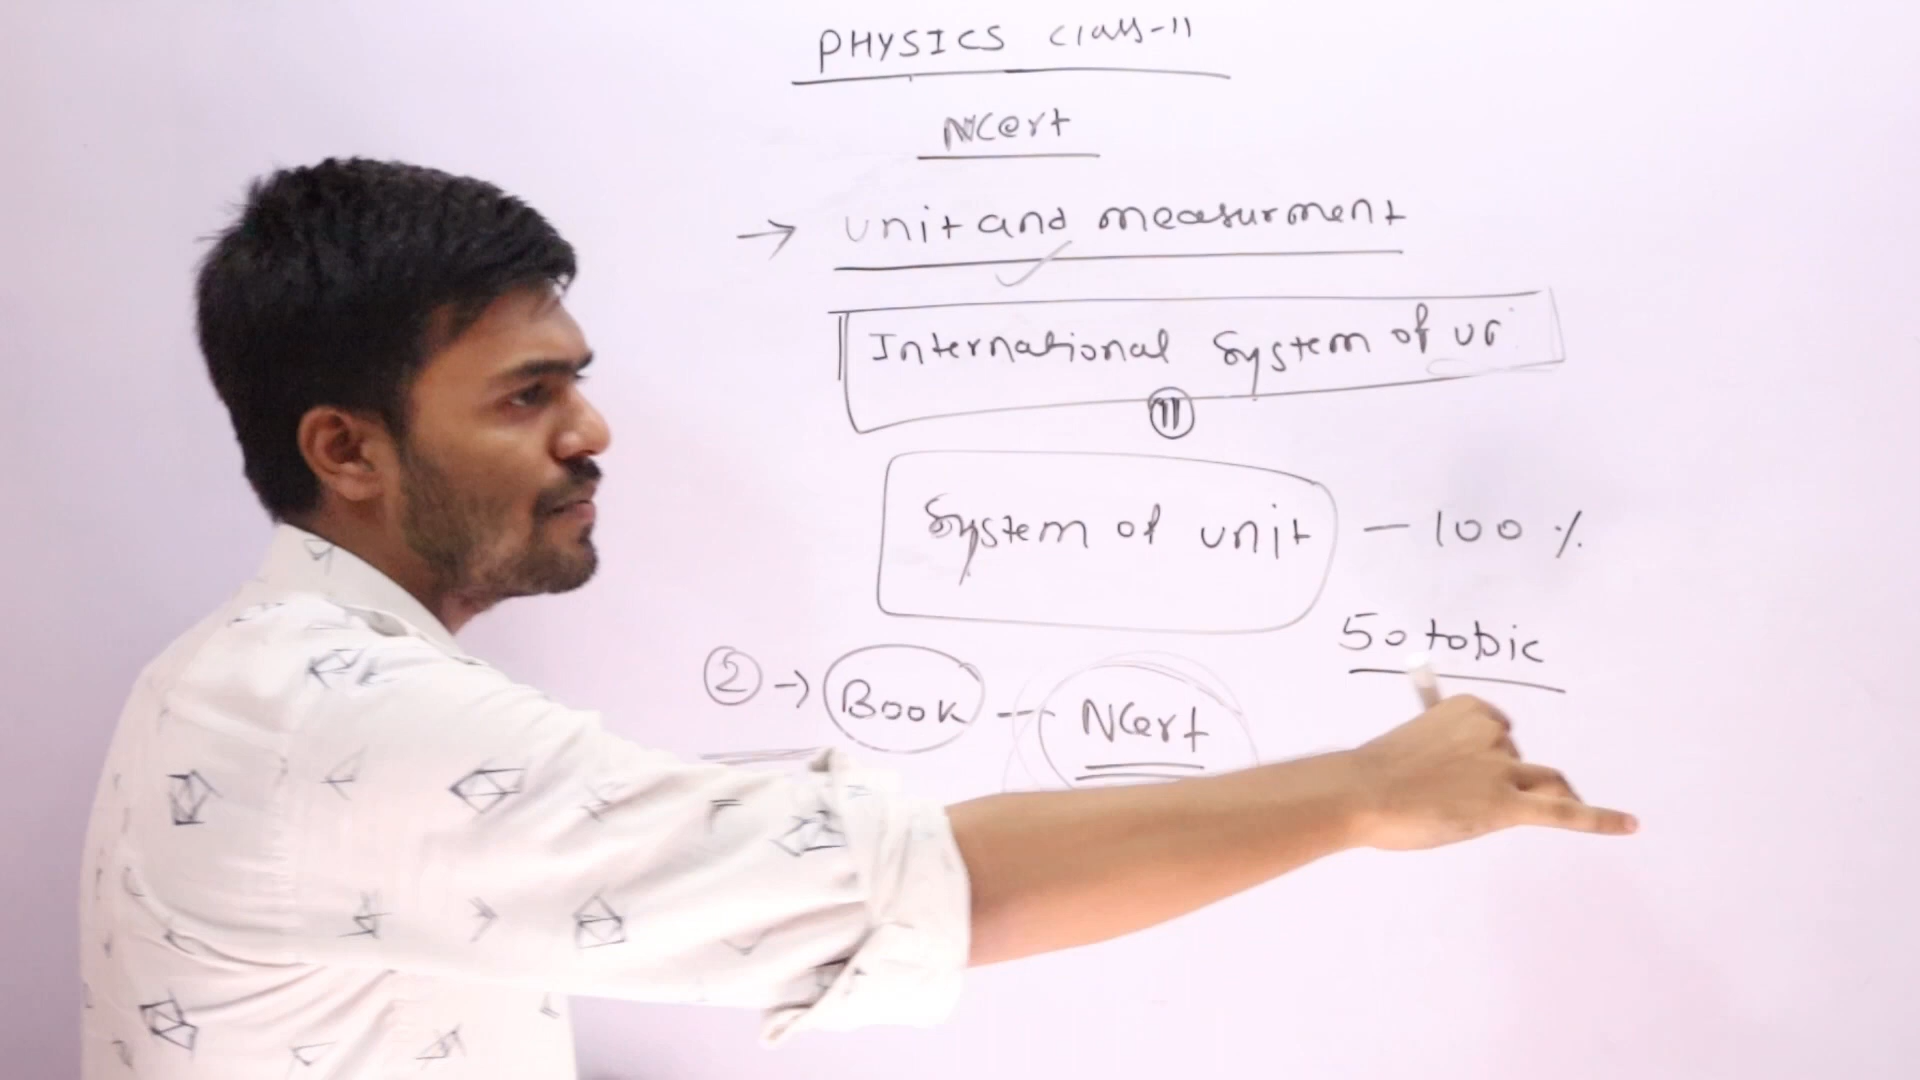 PHYSICS Class-11
NCert
→ unit and measurment
International System of
11
System of unit — 100 %
50 topic
② → Book — NCert